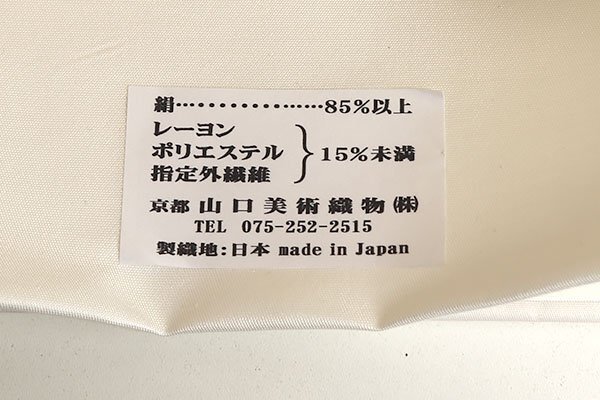 絹‥‥‥‥‥‥‥‥85%以上
レーヨン
ポリエステル
指定外繊維
15%未満
京都 山口美術織物㈱
TEL 075-252-2515
製織地:日本 made in Japan